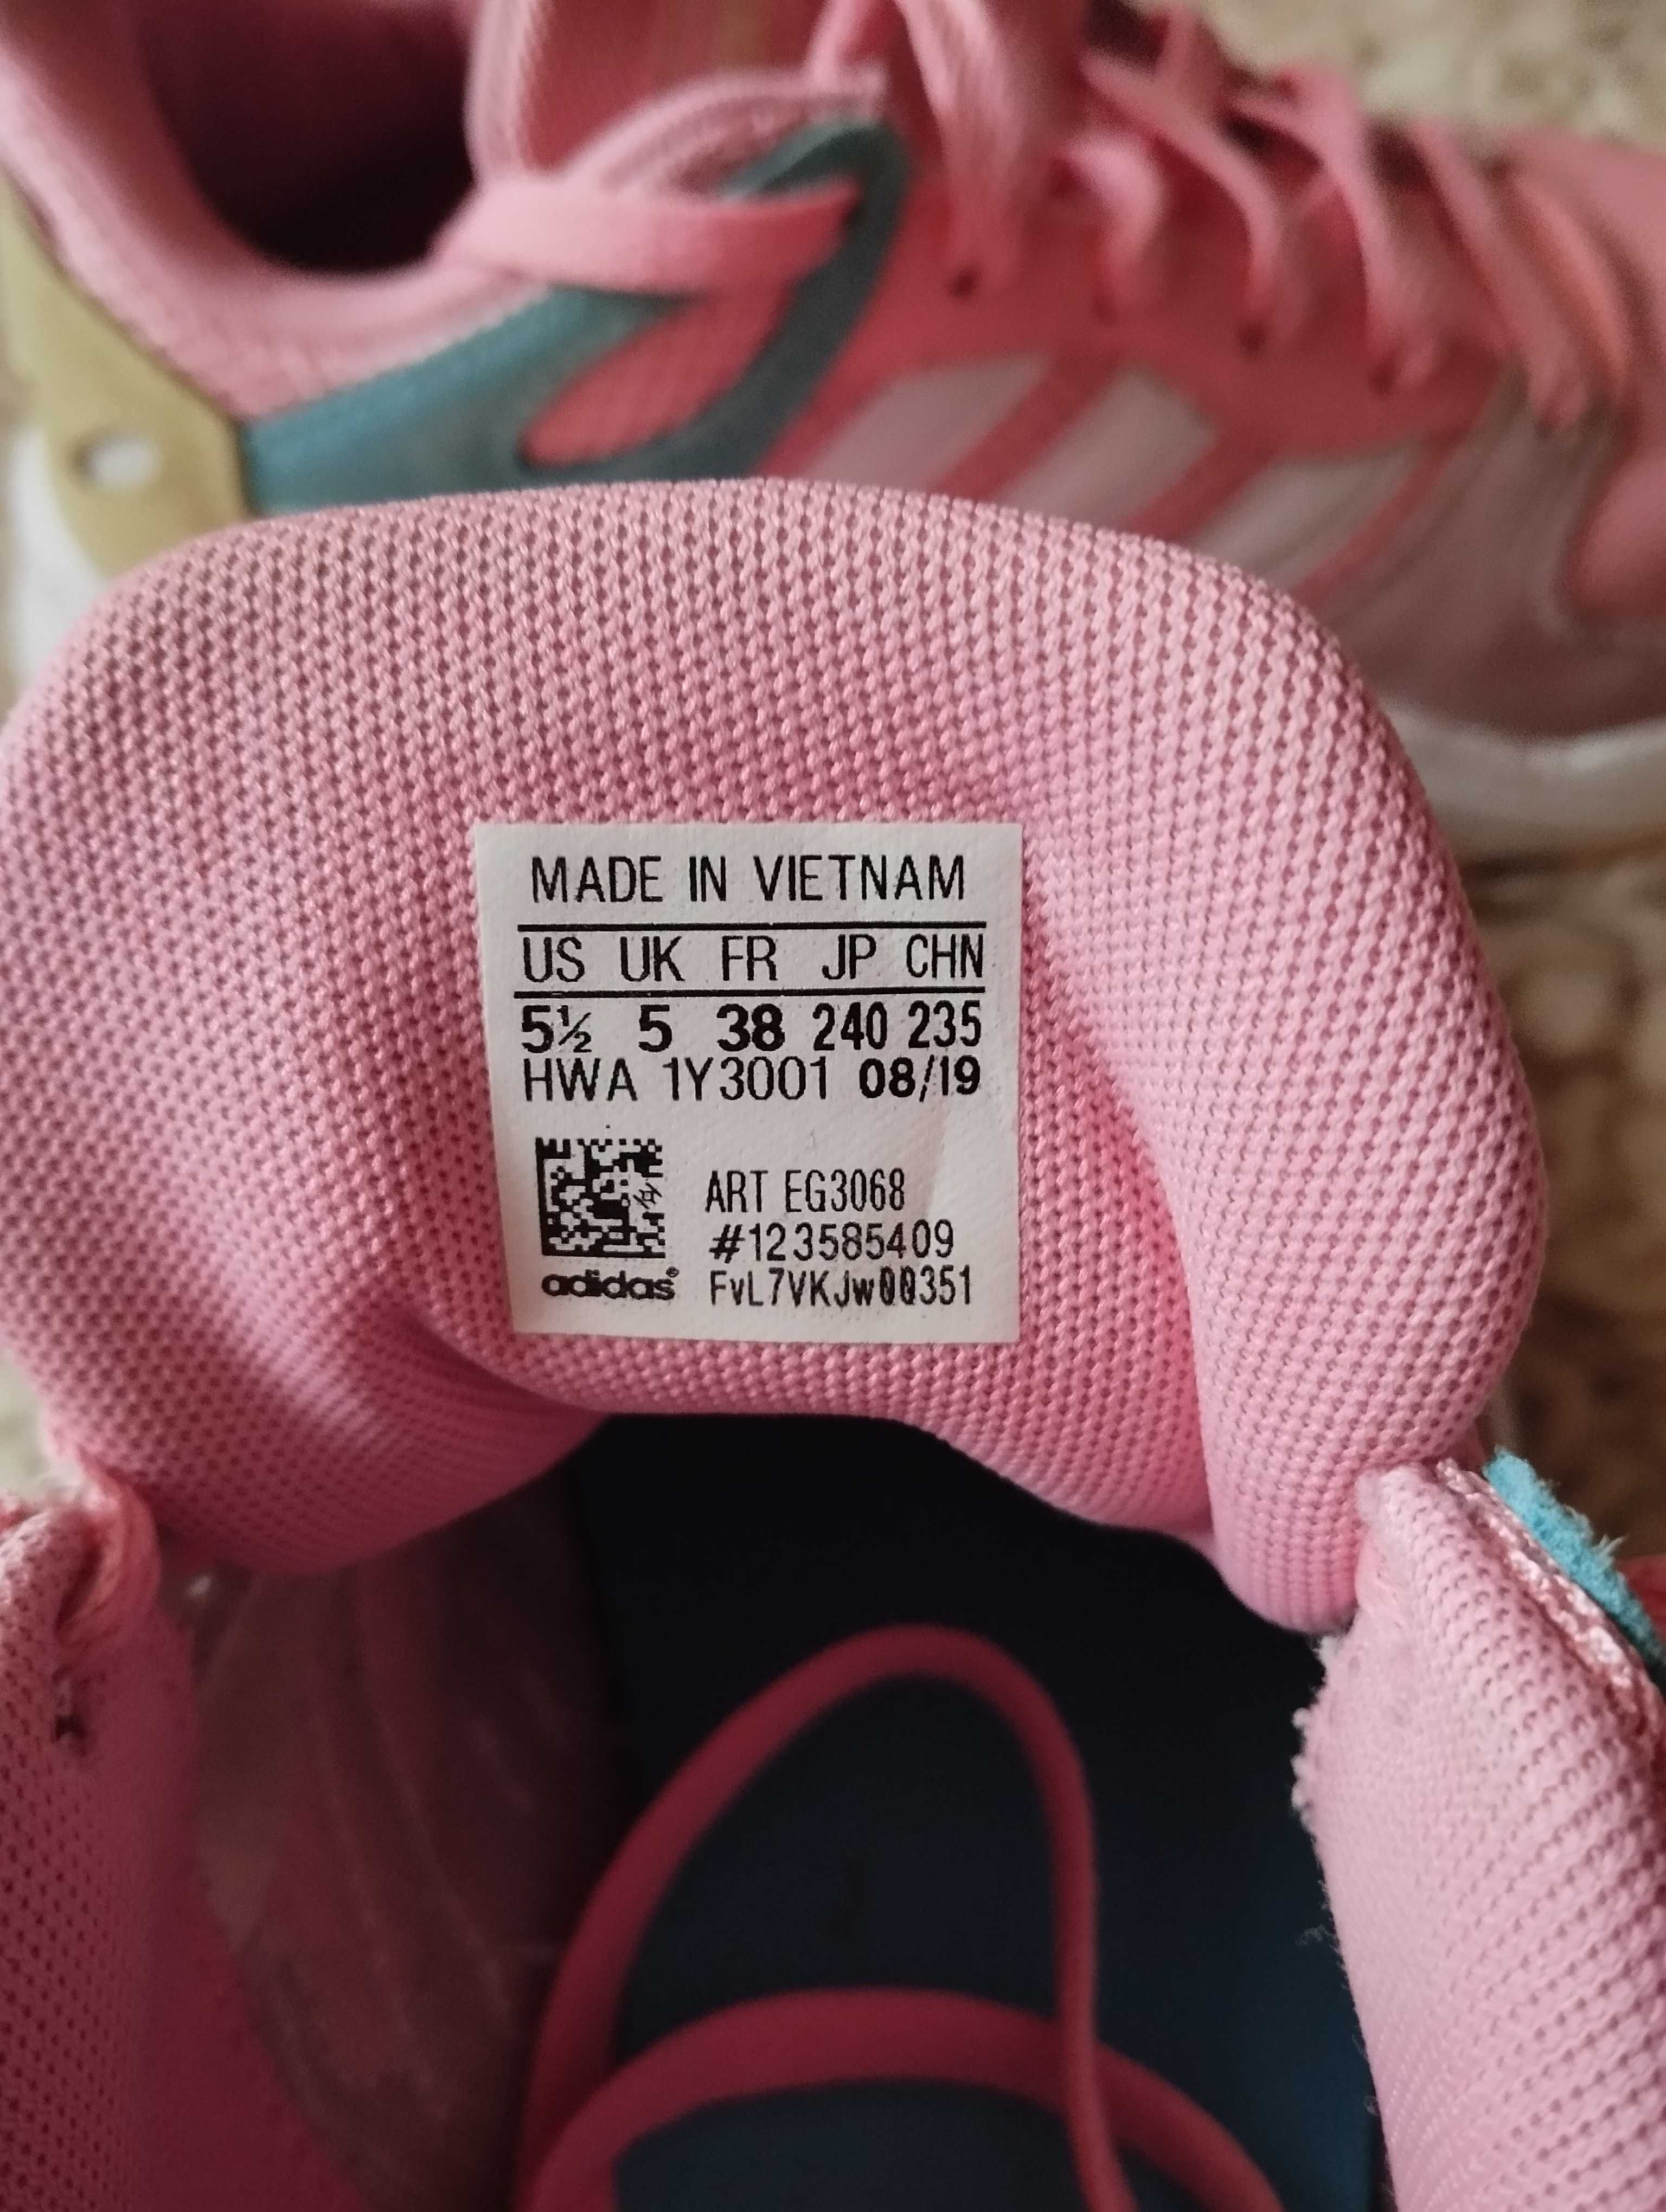 MADE IN VIETNAM
US UK FR JP CHN
5½ 5 38 240 235
HWA 1Y3001 08/19
ART EG3068
#123585409
adidas® FvL7VKJw00351